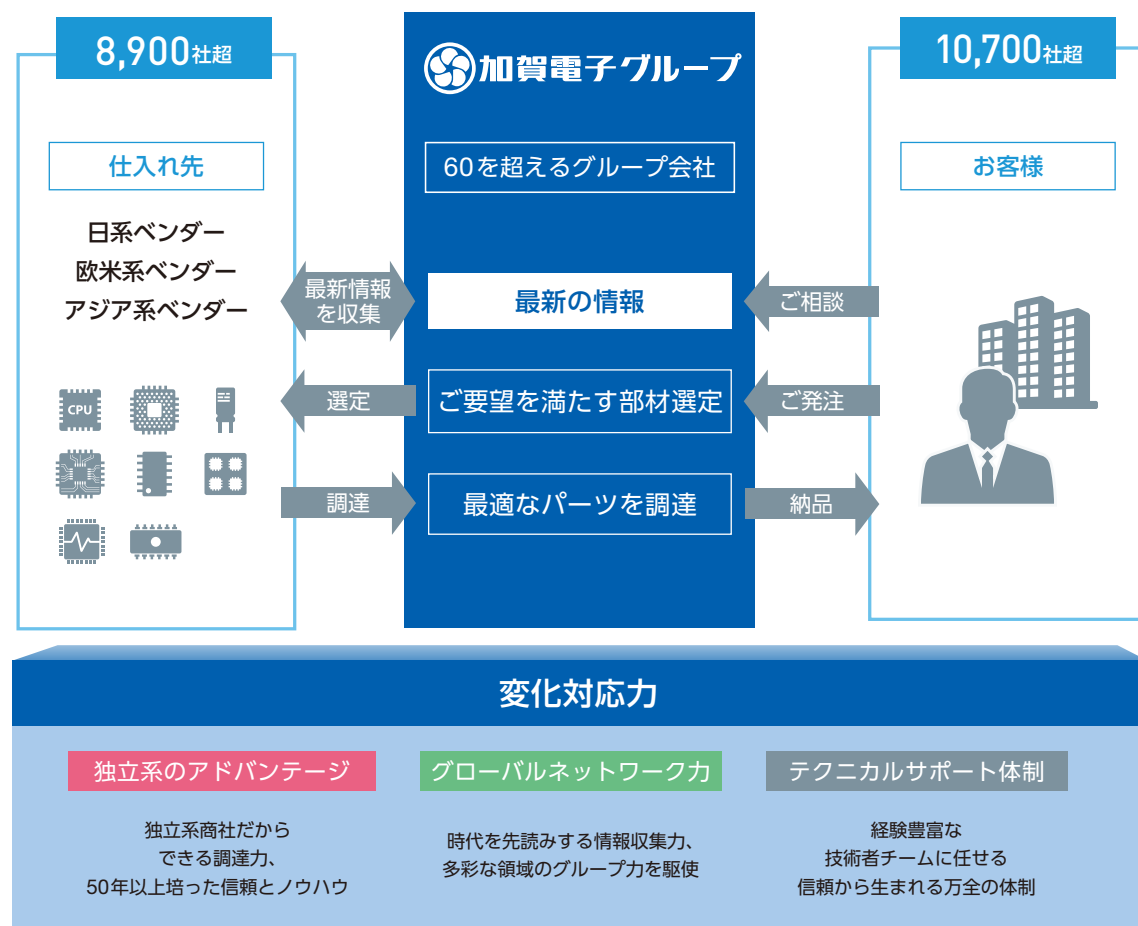 8,900社超
仕入れ先
日系ベンダー
欧米系ベンダー
アジア系ベンダー
CPU
最新情報
を収集
選定
調達
加賀電子グループ
60を超えるグループ会社
最新の情報
ご要望を満たす部材選定
最適なパーツを調達
ご相談
ご発注
納品
10,700社超
お客様
変化対応力
独立系のアドバンテージ
独立系商社だから
できる調達力、
50年以上培った信頼とノウハウ
グローバルネットワーク力
時代を先読みする情報収集力、
多彩な領域のグループ力を駆使
テクニカルサポート体制
経験豊富な
技術者チームに任せる
信頼から生まれる万全の体制